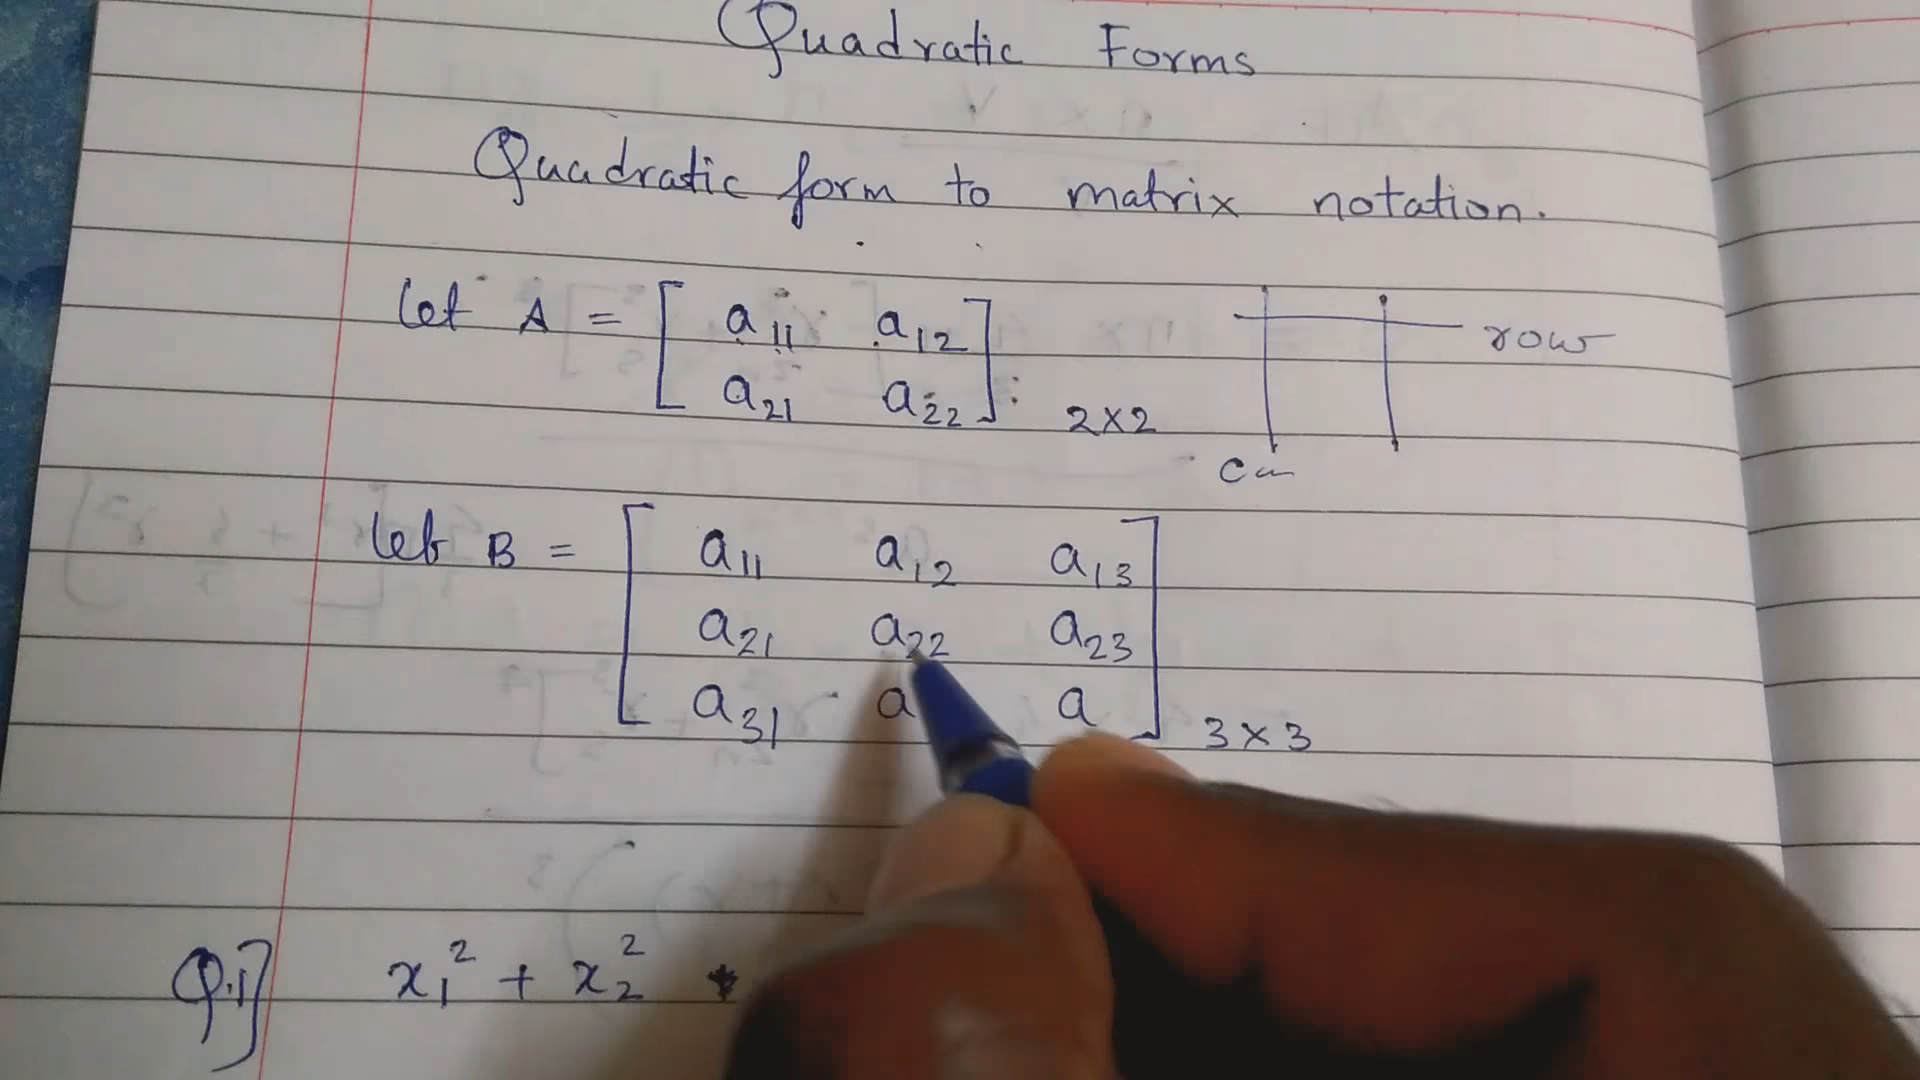 Quadratic Forms
Quadratic form to matrix notation.
Let A = [ a11 a12
a21 a22 ] 2×2
row
let B = [ a11 a12 a13
a21 a22 a23
a31 a a ] 3×3
Q.1] x1² + x2²